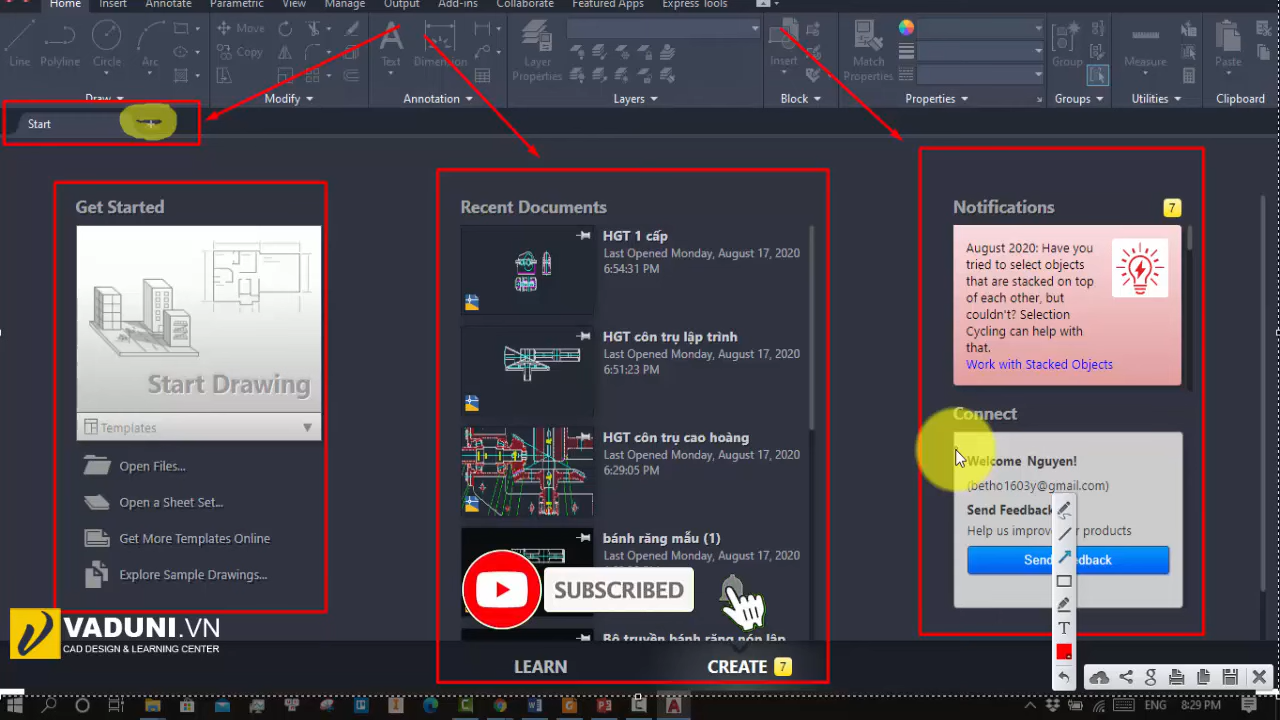 Home Insert Annotate Parametric View Manage Output Add-ins Collaborate Featured Apps Express Tools
Line Polyline Circle Arc
Move
Copy
Text Dimension
Layer
Properties
Insert
Match
Properties
Group
Measure
Paste
Draw Modify Annotation Layers Block Properties Groups Utilities Clipboard
Start
Get Started
Start Drawing
Templates
Open Files...
Open a Sheet Set...
Get More Templates Online
Explore Sample Drawings...
VADUNI.VN
CAD DESIGN & LEARNING CENTER
Recent Documents
HGT 1 cấp
Last Opened Monday, August 17, 2020
6:54:31 PM
HGT côn trụ lập trình
Last Opened Monday, August 17, 2020
6:51:23 PM
HGT côn trụ cao hoàng
Last Opened Monday, August 17, 2020
6:29:05 PM
bánh răng mẫu (1)
Last Opened Monday, August 17, 2020
SUBSCRIBED
Bộ truyền bánh răng nón lập
LEARN
CREATE 7
Notifications 7
August 2020: Have you
tried to select objects
that are stacked on top
of each other, but
couldn't? Selection
Cycling can help with
that.
Work with Stacked Objects
Connect
Welcome Nguyen!
(betho1603y@gmail.com)
Send Feedback
Help us improve products
Send Feedback
T
g
ENG 8:29 PM